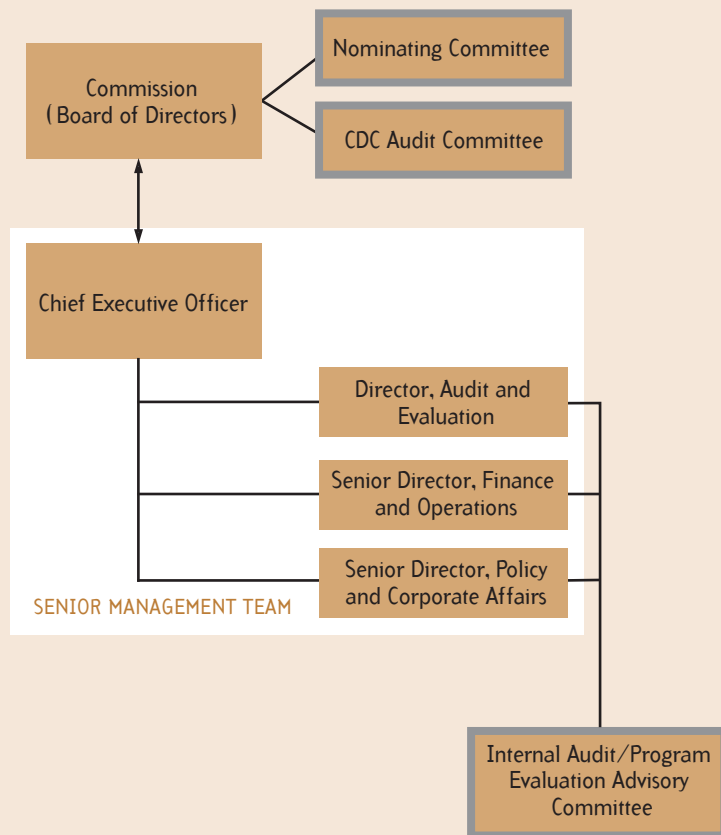 Nominating Committee
Commission
(Board of Directors)
CDC Audit Committee
Chief Executive Officer
Director, Audit and
Evaluation
Senior Director, Finance
and Operations
Senior Director, Policy
and Corporate Affairs
SENIOR MANAGEMENT TEAM
Internal Audit/Program
Evaluation Advisory
Committee